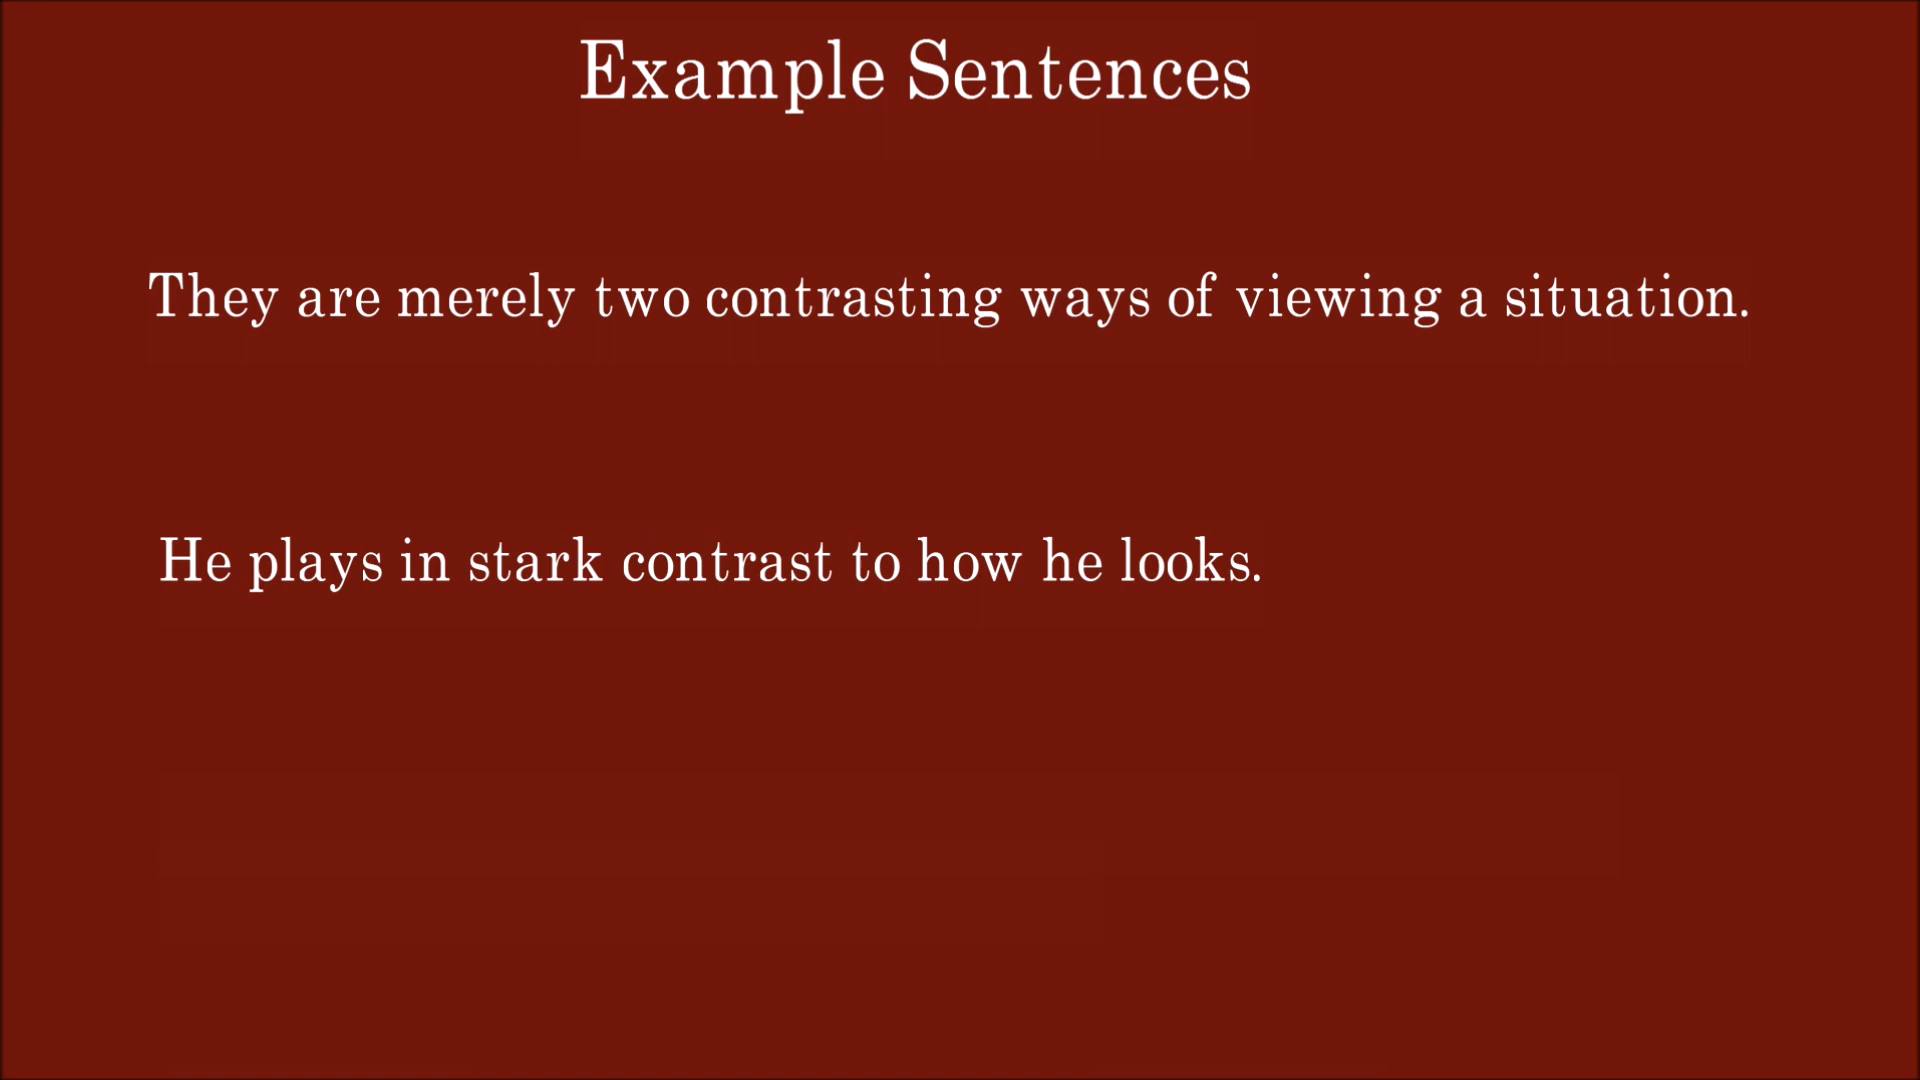 Example Sentences
They are merely two contrasting ways of viewing a situation.
He plays in stark contrast to how he looks.